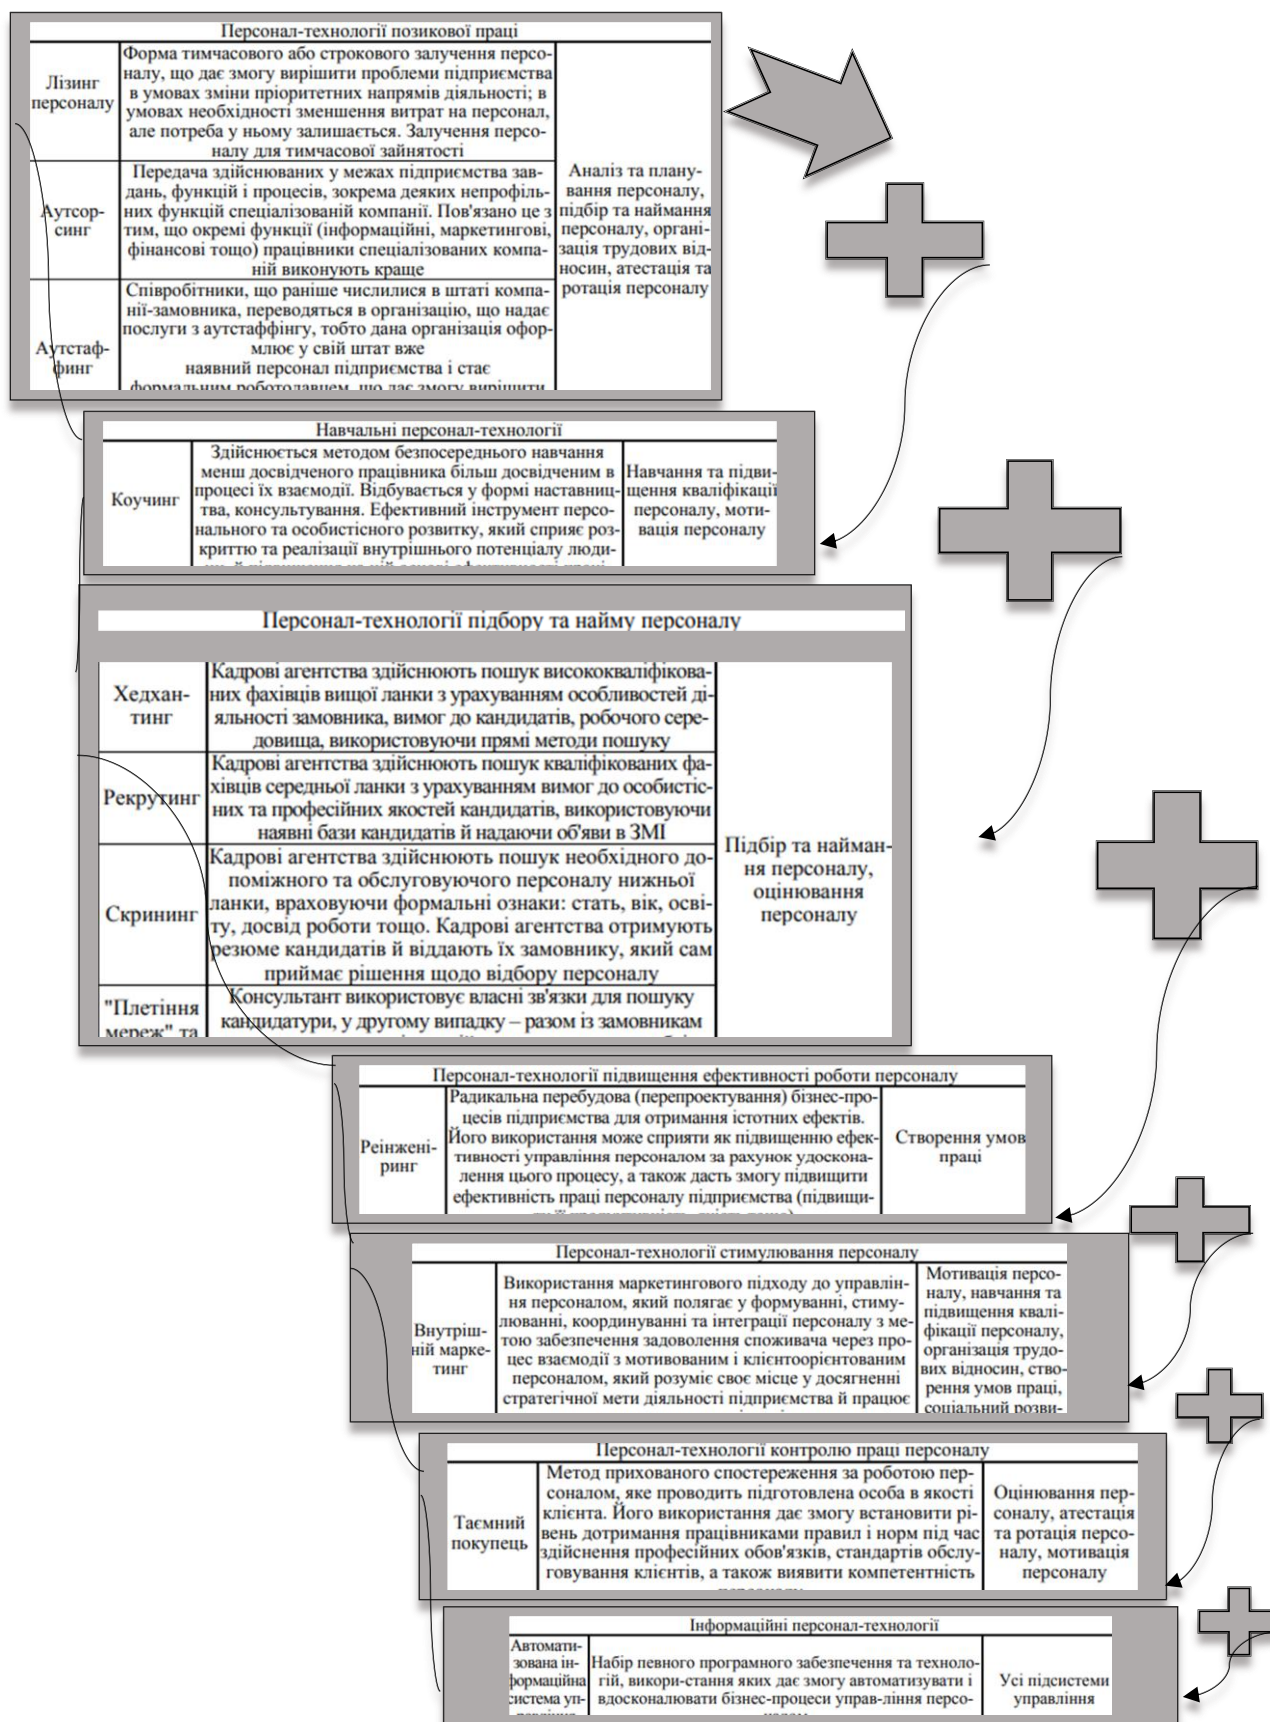 Персонал-технології позикової праці
Лізинг
персоналу
Форма тимчасового або строкового залучення персо-
налу, що дає змогу вирішити проблеми підприємства
в умовах зміни пріоритетних напрямів діяльності; в
умовах необхідності зменшення витрат на персонал,
але потреба у ньому залишається. Залучення персо-
налу для тимчасової зайнятості
Аутсор-
синг
Передача здійснюваних у межах підприємства зав-
дань, функцій і процесів, зокрема деяких непрофіль-
них функцій спеціалізованій компанії. Пов'язано це з
тим, що окремі функції (інформаційні, маркетингові,
фінансові тощо) працівники спеціалізованих компа-
ній виконують краще
Аутстаф-
финг
Співробітники, що раніше числилися в штаті компа-
нії-замовника, переводяться в організацію, що надає
послуги з аутстаффінгу, тобто дана організація офор-
млює у свій штат вже
наявний персонал підприємства і стає
формальним роботодавцем, що дає змогу вирішити
Аналіз та плану-
вання персоналу,
підбір та наймання
персоналу, органі-
зація трудових від-
носин, атестація та
ротація персоналу
Навчальні персонал-технології
Коучинг
Здійснюється методом безпосереднього навчання
менш досвідченого працівника більш досвідченим в
процесі їх взаємодії. Відбувається у формі наставниц-
тва, консультування. Ефективний інструмент персо-
нального та особистісного розвитку, який сприяє роз-
криттю та реалізації внутрішнього потенціалу люди-
Навчання та підви-
щення кваліфікації
персоналу, моти-
вація персоналу
Персонал-технології підбору та найму персоналу
Хедхан-
тинг
Кадрові агентства здійснюють пошук висококваліфікова-
них фахівців вищої ланки з урахуванням особливостей ді-
яльності замовника, вимог до кандидатів, робочого сере-
довища, використовуючи прямі методи пошуку
Рекрутинг
Кадрові агентства здійснюють пошук кваліфікованих фа-
хівців середньої ланки з урахуванням вимог до особистіс-
них та професійних якостей кандидатів, використовуючи
наявні бази кандидатів й надаючи об'яви в ЗМІ
Скрининг
Кадрові агентства здійснюють пошук необхідного до-
поміжного та обслуговуючого персоналу нижньої
ланки, враховуючи формальні ознаки: стать, вік, осві-
ту, досвід роботи тощо. Кадрові агентства отримують
резюме кандидатів й віддають їх замовнику, який сам
приймає рішення щодо відбору персоналу
"Плетіння
мереж" та
Консультант використовує власні зв'язки для пошуку
кандидатури, у другому випадку – разом із замовникам
Підбір та найман-
ня персоналу,
оцінювання
персоналу
Персонал-технології підвищення ефективності роботи персоналу
Реінжені-
ринг
Радикальна перебудова (перепроектування) бізнес-про-
цесів підприємства для отримання істотних ефектів.
Його використання може сприяти як підвищенню ефек-
тивності управління персоналом за рахунок удоскона-
лення цього процесу, а також дасть змогу підвищити
ефективність праці персоналу підприємства (підвищи-
Створення умов
праці
Персонал-технології стимулювання персоналу
Внутріш-
ній марке-
тинг
Використання маркетингового підходу до управлін-
ня персоналом, який полягає у формуванні, стиму-
люванні, координуванні та інтеграції персоналу з ме-
тою забезпечення задоволення споживача через про-
цес взаємодії з мотивованим і клієнтоорієнтованим
персоналом, який розуміє своє місце у досягненні
стратегічної мети діяльності підприємства й працює
Мотивація персо-
налу, навчання та
підвищення квалі-
фікації персоналу,
організація трудо-
вих відносин, ство-
рення умов праці,
соціальний розви-
Персонал-технології контролю праці персоналу
Таємний
покупець
Метод прихованого спостереження за роботою пер-
соналом, яке проводить підготовлена особа в якості
клієнта. Його використання дає змогу встановити рі-
вень дотримання працівниками правил і норм під час
здійснення професійних обов'язків, стандартів обслу-
говування клієнтів, а також виявити компетентність
Оцінювання пер-
соналу, атестація
та ротація персо-
налу, мотивація
персоналу
Інформаційні персонал-технології
Автомати-
зована ін-
формаційна
система уп-
Набір певного програмного забезпечення та техноло-
гій, викори-стання яких дає змогу автоматизувати і
вдосконалювати бізнес-процеси управ-ління персо-
Усі підсистеми
управління